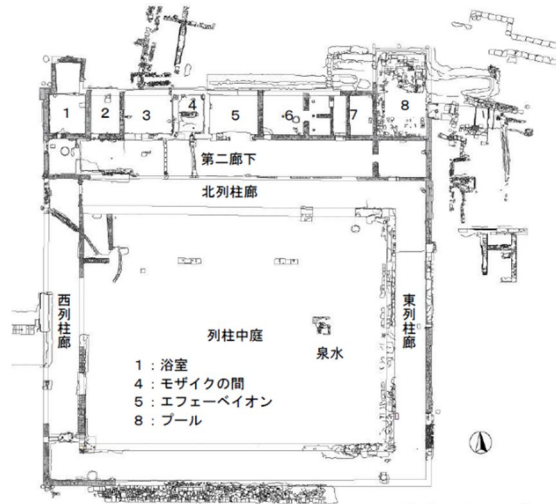 1
2
3
4
5
6
7
8
第二廊下
北列柱廊
西列柱廊
東列柱廊
列柱中庭
泉水
1：浴室
4：モザイクの間
5：エフェーベイオン
8：プール